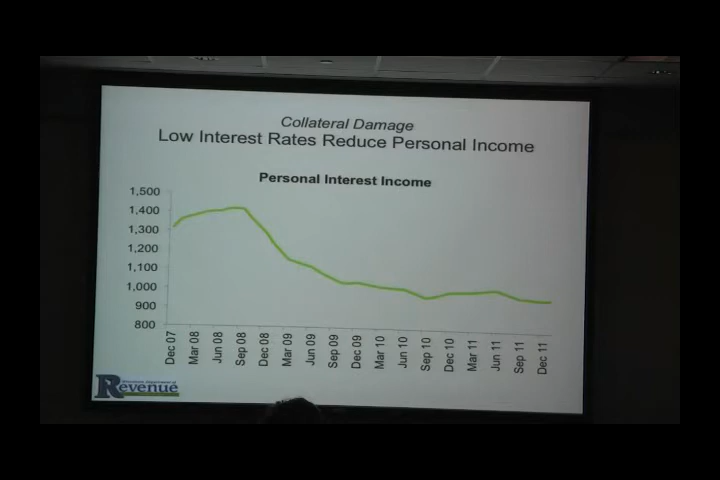 Collateral Damage
Low Interest Rates Reduce Personal Income
Personal Interest Income
1,500
1,400
1,300
1,200
1,100
1,000
900
800
Dec 07
Mar 08
Jun 08
Sep 08
Dec 08
Mar 09
Jun 09
Sep 09
Dec 09
Mar 10
Jun 10
Sep 10
Dec 10
Mar 11
Jun 11
Sep 11
Dec 11
Revenue